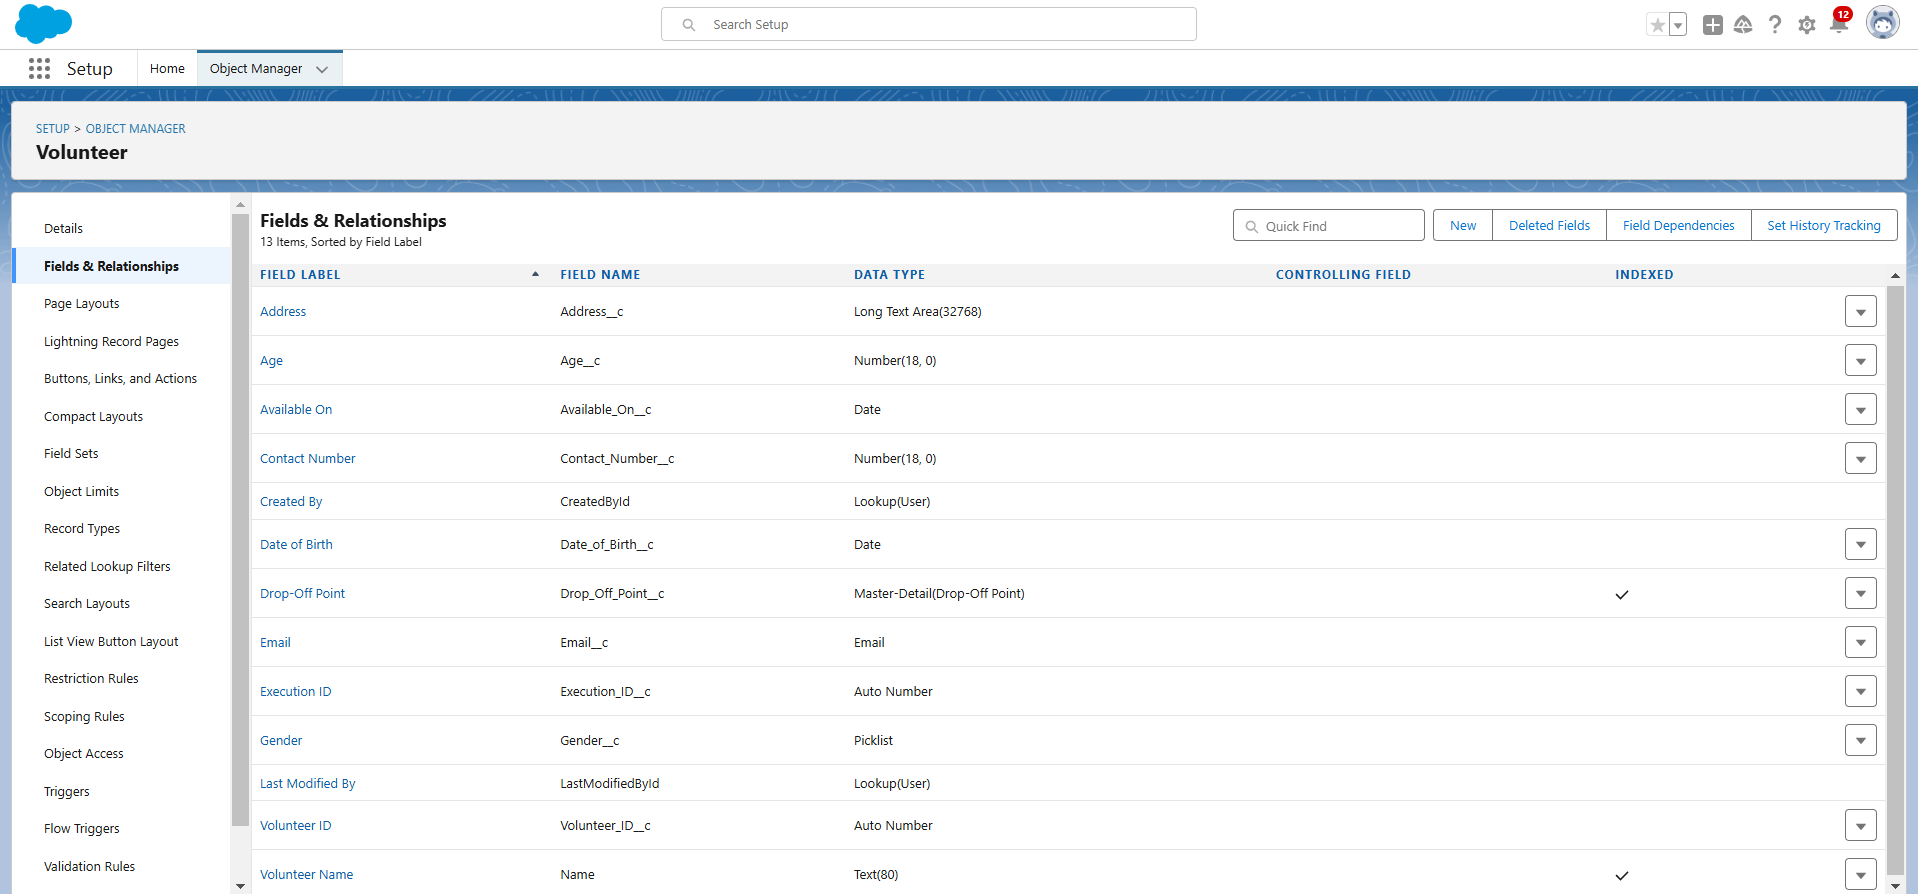 Search Setup
12
Setup
Home
Object Manager
SETUP > OBJECT MANAGER
Volunteer
Details
Fields & Relationships
Page Layouts
Lightning Record Pages
Buttons, Links, and Actions
Compact Layouts
Field Sets
Object Limits
Record Types
Related Lookup Filters
Search Layouts
List View Button Layout
Restriction Rules
Scoping Rules
Object Access
Triggers
Flow Triggers
Validation Rules
Fields & Relationships
13 Items, Sorted by Field Label
Quick Find
New
Deleted Fields
Field Dependencies
Set History Tracking
FIELD LABEL FIELD NAME DATA TYPE CONTROLLING FIELD INDEXED
Address Address__c Long Text Area(32768)
Age Age__c Number(18, 0)
Available On Available_On__c Date
Contact Number Contact_Number__c Number(18, 0)
Created By CreatedById Lookup(User)
Date of Birth Date_of_Birth__c Date
Drop-Off Point Drop_Off_Point__c Master-Detail(Drop-Off Point)
Email Email__c Email
Execution ID Execution_ID__c Auto Number
Gender Gender__c Picklist
Last Modified By LastModifiedById Lookup(User)
Volunteer ID Volunteer_ID__c Auto Number
Volunteer Name Name Text(80)